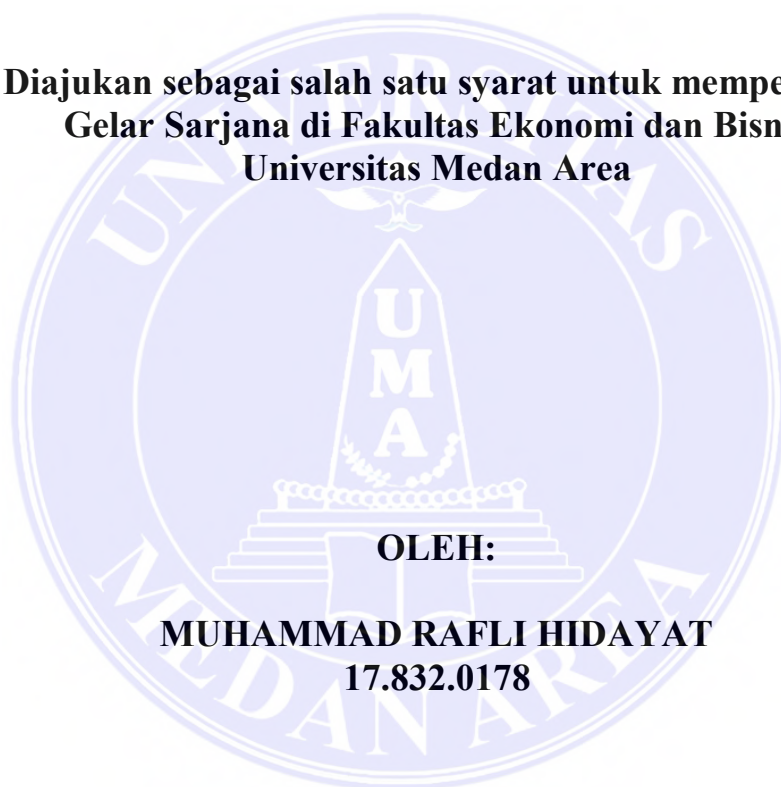 Diajukan sebagai salah satu syarat untuk mempe
Gelar Sarjana di Fakultas Ekonomi dan Bisn
Universitas Medan Area
UNIVERSITAS
UMA
OLEH:
MUHAMMAD RAFLI HIDAYAT
17.832.0178
MEDAN AREA